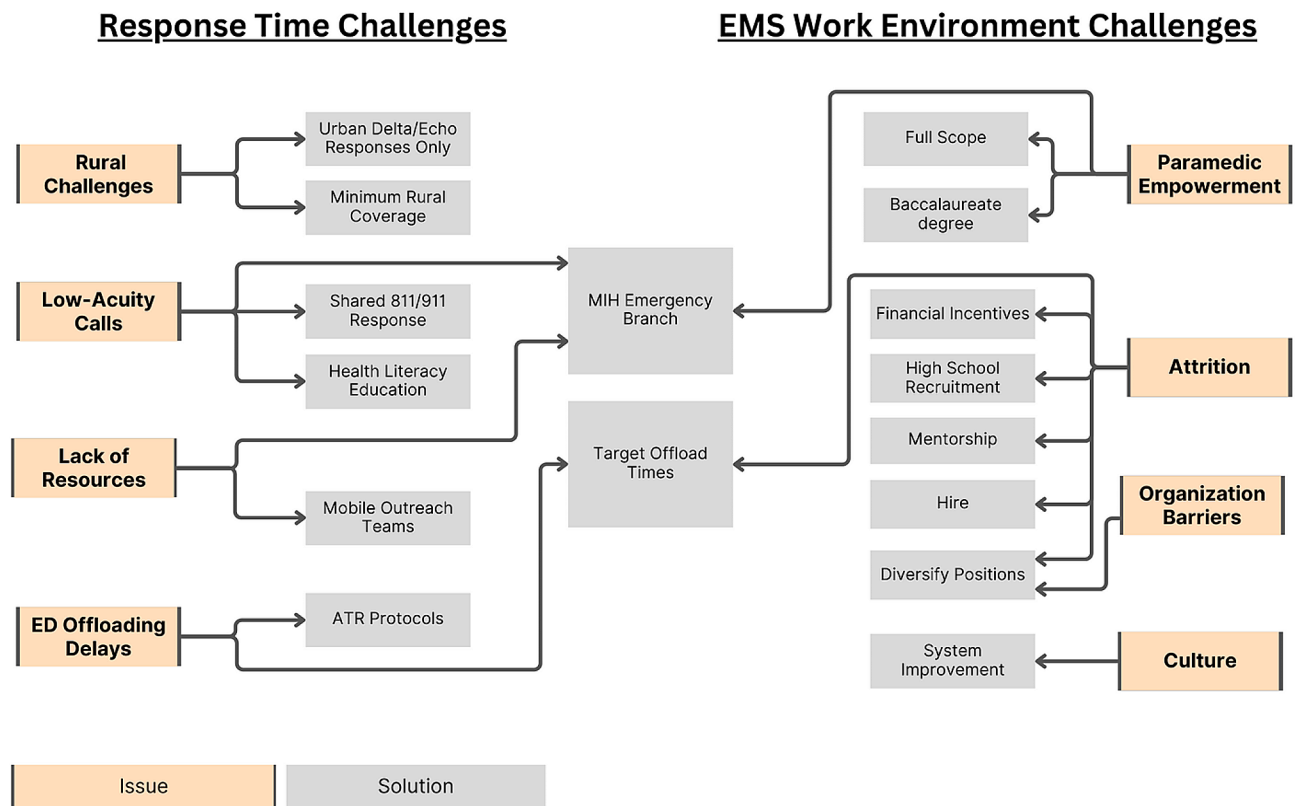 Response Time Challenges
EMS Work Environment Challenges
Rural
Challenges
Urban Delta/Echo
Responses Only
Minimum Rural
Coverage
Low-Acuity
Calls
Shared 811/911
Response
Health Literacy
Education
Lack of
Resources
Mobile Outreach
Teams
ED Offloading
Delays
ATR Protocols
MIH Emergency
Branch
Target Offload
Times
Full Scope
Baccalaureate
degree
Paramedic
Empowerment
Financial Incentives
High School
Recruitment
Mentorship
Hire
Diversify Positions
Attrition
Organization
Barriers
System
Improvement
Culture
Issue
Solution